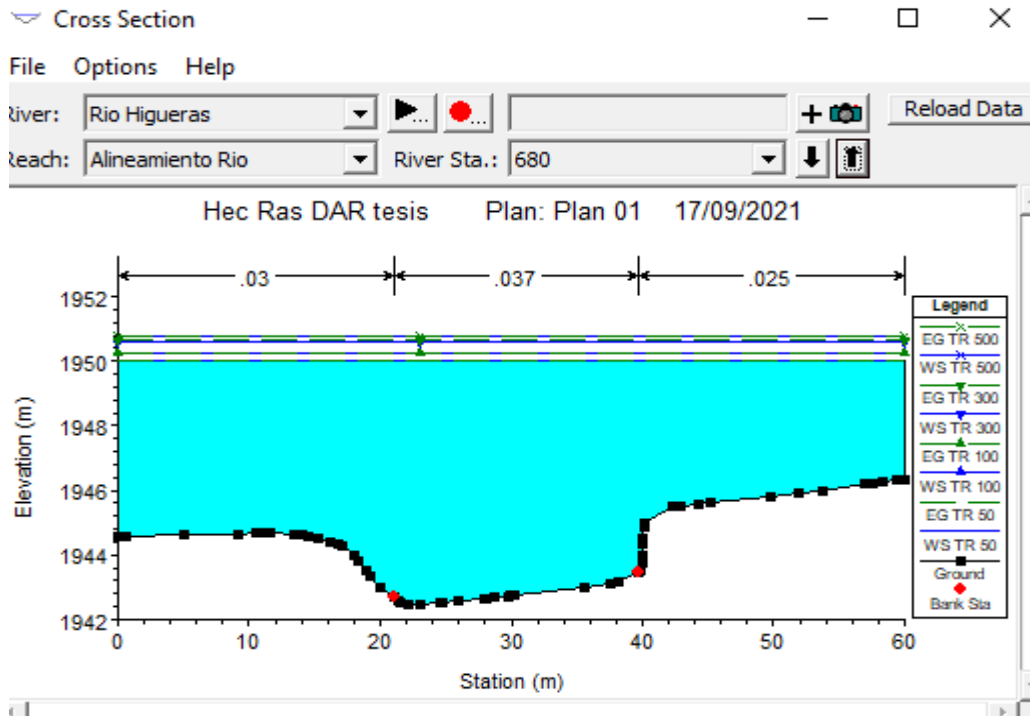 Cross Section
File Options Help
River: Rio Higueras
... ...
Reload Data
Reach: Alineamiento Rio
River Sta.: 680
Hec Ras DAR tesis Plan: Plan 01 17/09/2021
.03 .037 .025
1952
1950
1948
1946
1944
1942
Elevation (m)
0 10 20 30 40 50 60
Station (m)
Legend
EG TR 500
WS TR 500
EG TR 300
WS TR 300
EG TR 100
WS TR 100
EG TR 50
WS TR 50
Ground
Bank Sta